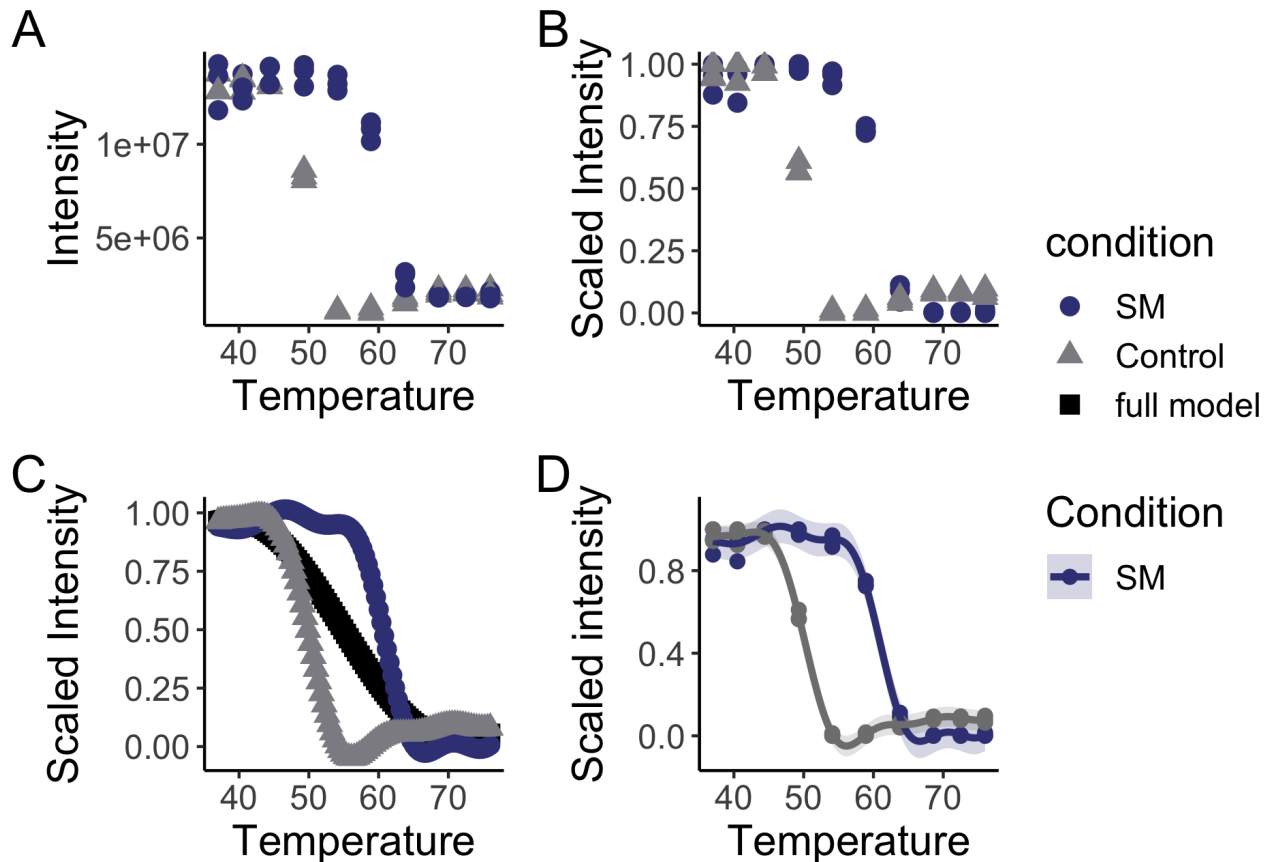 A
Intensity
1e+07
5e+06
40 50 60 70
Temperature
B
Scaled Intensity
1.00
0.75
0.50
0.25
0.00
40 50 60 70
Temperature
condition
SM
Control
full model
C
Scaled Intensity
1.00
0.75
0.50
0.25
0.00
40 50 60 70
Temperature
D
Scaled intensity
0.8
0.4
0.0
40 50 60 70
Temperature
Condition
SM